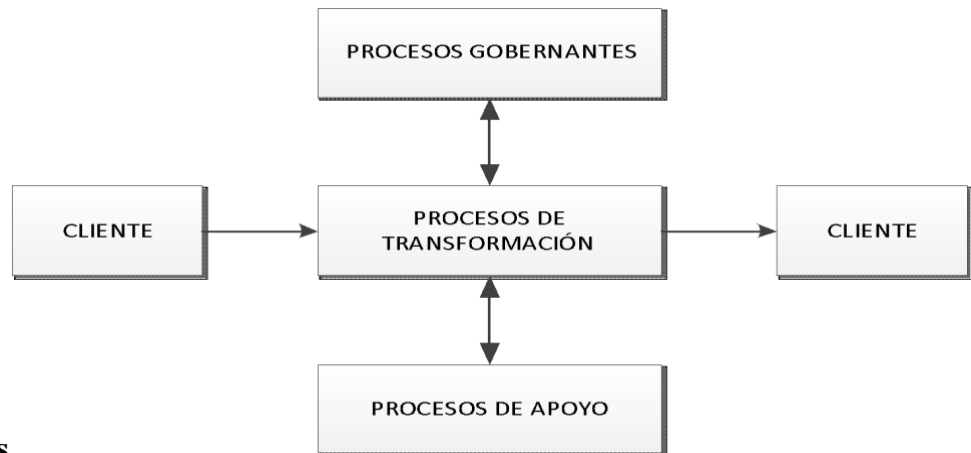 PROCESOS GOBERNANTES
CLIENTE
PROCESOS DE
TRANSFORMACIÓN
CLIENTE
PROCESOS DE APOYO
s